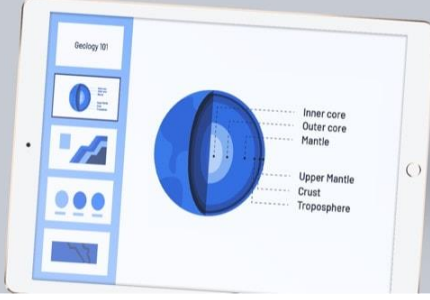 Geology 101
Inner core
Outer core
Mantle
Upper Mantle
Crust
Troposphere